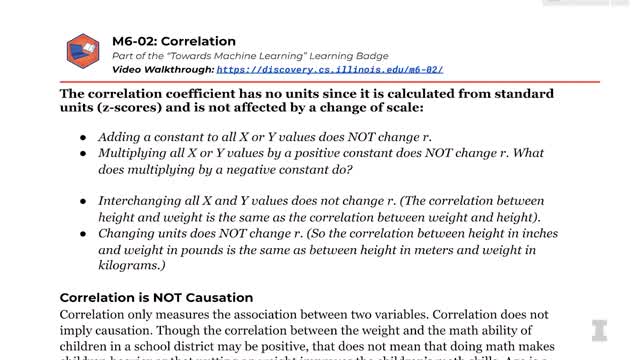 M6-02: Correlation
Part of the “Towards Machine Learning” Learning Badge
Video Walkthrough: https://discovery.cs.illinois.edu/m6-02/
The correlation coefficient has no units since it is calculated from standard
units (z-scores) and is not affected by a change of scale:
● Adding a constant to all X or Y values does NOT change r.
● Multiplying all X or Y values by a positive constant does NOT change r. What
does multiplying by a negative constant do?
● Interchanging all X and Y values does not change r. (The correlation between
height and weight is the same as the correlation between weight and height).
● Changing units does NOT change r. (So the correlation between height in inches
and weight in pounds is the same as between height in meters and weight in
kilograms.)
Correlation is NOT Causation
Correlation only measures the association between two variables. Correlation does not
imply causation. Though the correlation between the weight and the math ability of
children in a school district may be positive, that does not mean that doing math makes